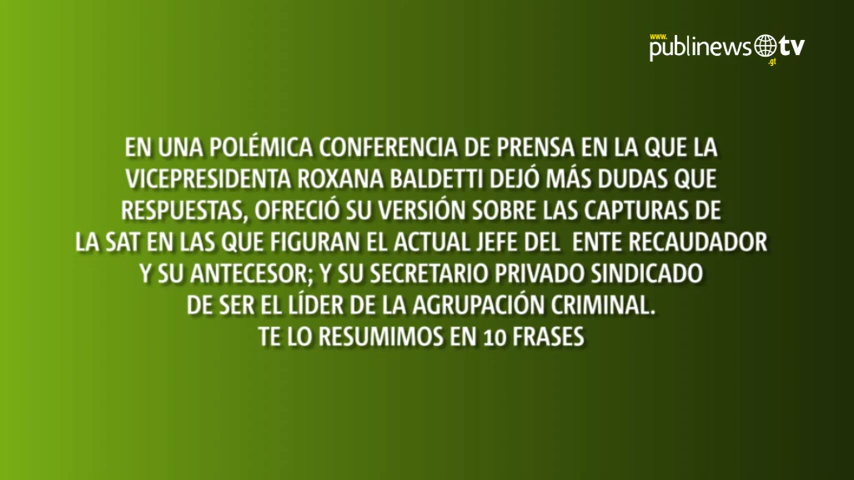 www.
publinews tv
.gt
EN UNA POLÉMICA CONFERENCIA DE PRENSA EN LA QUE LA
VICEPRESIDENTA ROXANA BALDETTI DEJÓ MÁS DUDAS QUE
RESPUESTAS, OFRECIÓ SU VERSIÓN SOBRE LAS CAPTURAS DE
LA SAT EN LAS QUE FIGURAN EL ACTUAL JEFE DEL ENTE RECAUDADOR
Y SU ANTECESOR; Y SU SECRETARIO PRIVADO SINDICADO
DE SER EL LÍDER DE LA AGRUPACIÓN CRIMINAL.
TE LO RESUMIMOS EN 10 FRASES